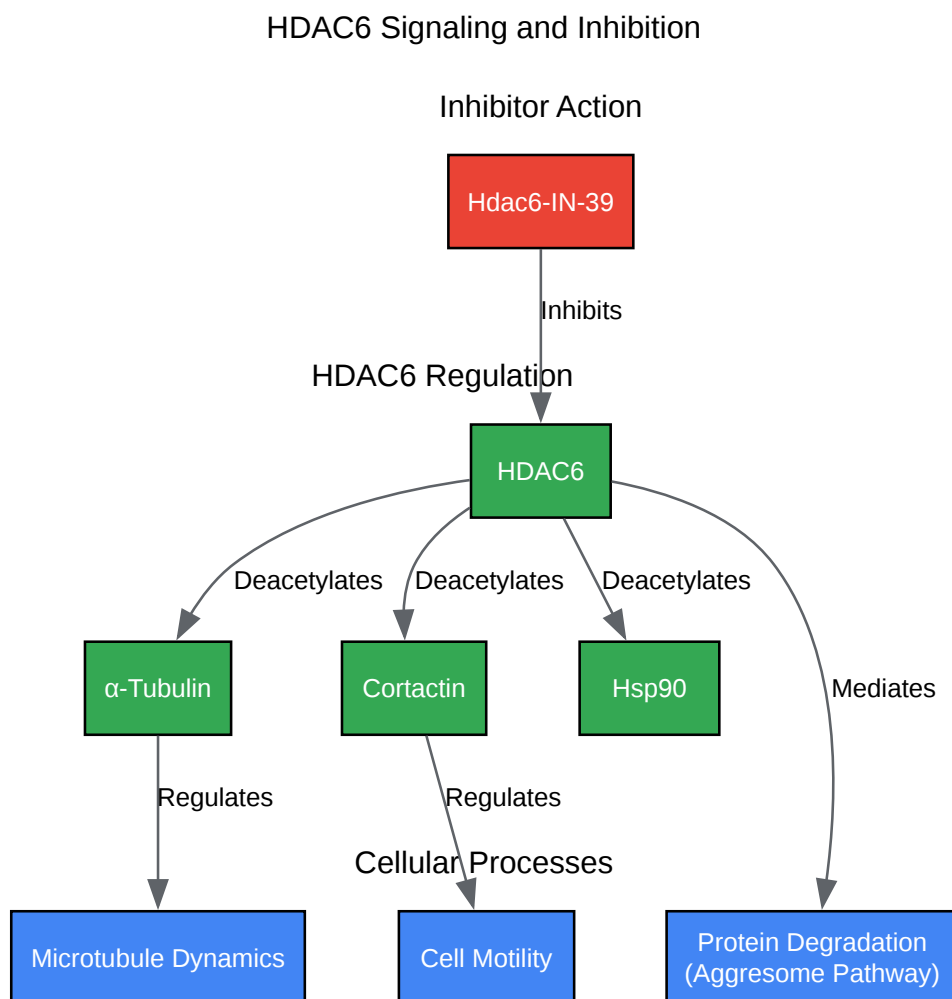 HDAC6 Signaling and Inhibition
Inhibitor Action
Hdac6-IN-39
Inhibits
HDAC6 Regulation
HDAC6
Deacetylates
Deacetylates
Deacetylates
α-Tubulin
Cortactin
Hsp90
Mediates
Regulates
Regulates
Cellular Processes
Microtubule Dynamics
Cell Motility
Protein Degradation
(Aggresome Pathway)